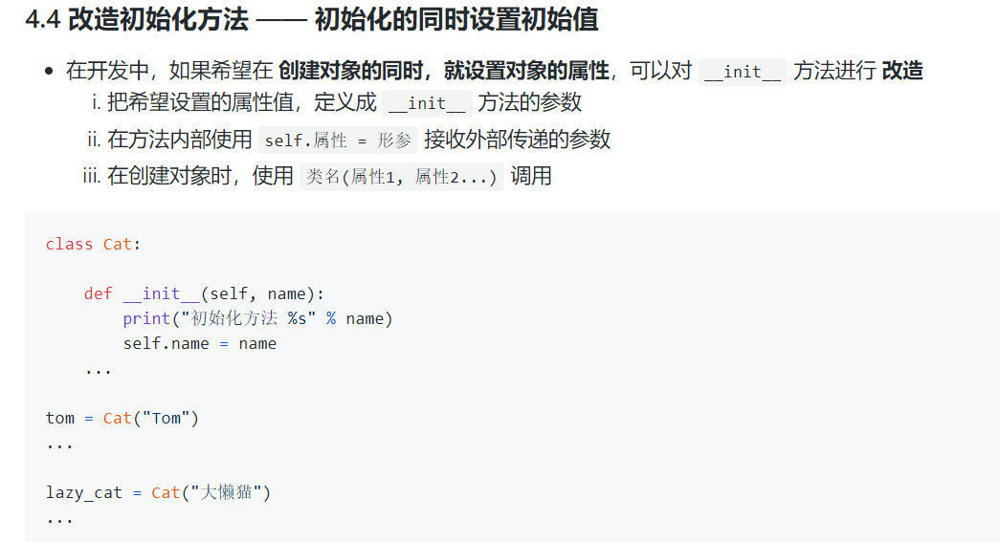 4.4 改造初始化方法 —— 初始化的同时设置初始值
• 在开发中，如果希望在 创建对象的同时，就设置对象的属性，可以对 __init__ 方法进行 改造
i. 把希望设置的属性值，定义成 __init__ 方法的参数
ii. 在方法内部使用 self.属性 = 形参 接收外部传递的参数
iii. 在创建对象时，使用 类名(属性1, 属性2...) 调用
class Cat:
    def __init__(self, name):
        print("初始化方法 %s" % name)
        self.name = name
    ...
tom = Cat("Tom")
...
lazy_cat = Cat("大懒猫")
...